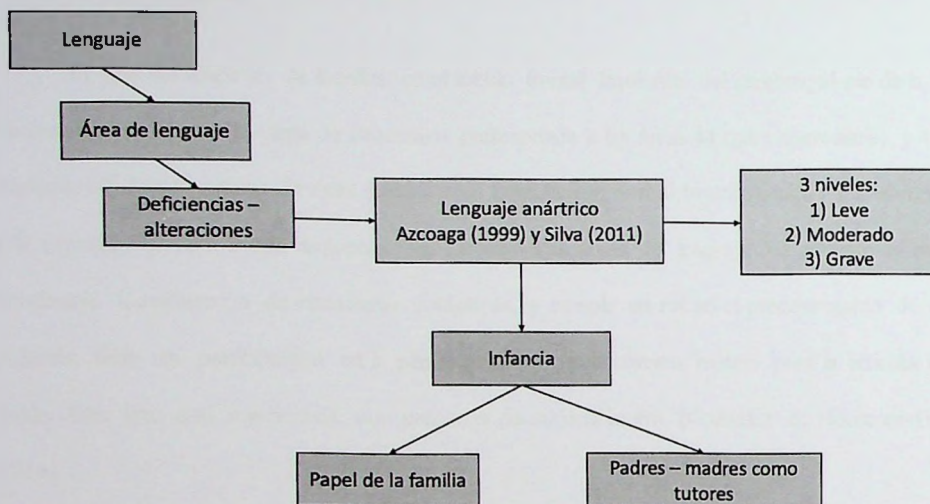 Lenguaje
Área de lenguaje
Deficiencias –
alteraciones
Lenguaje anártrico
Azcoaga (1999) y Silva (2011)
3 niveles:
1) Leve
2) Moderado
3) Grave
Infancia
Papel de la familia
Padres – madres como
tutores